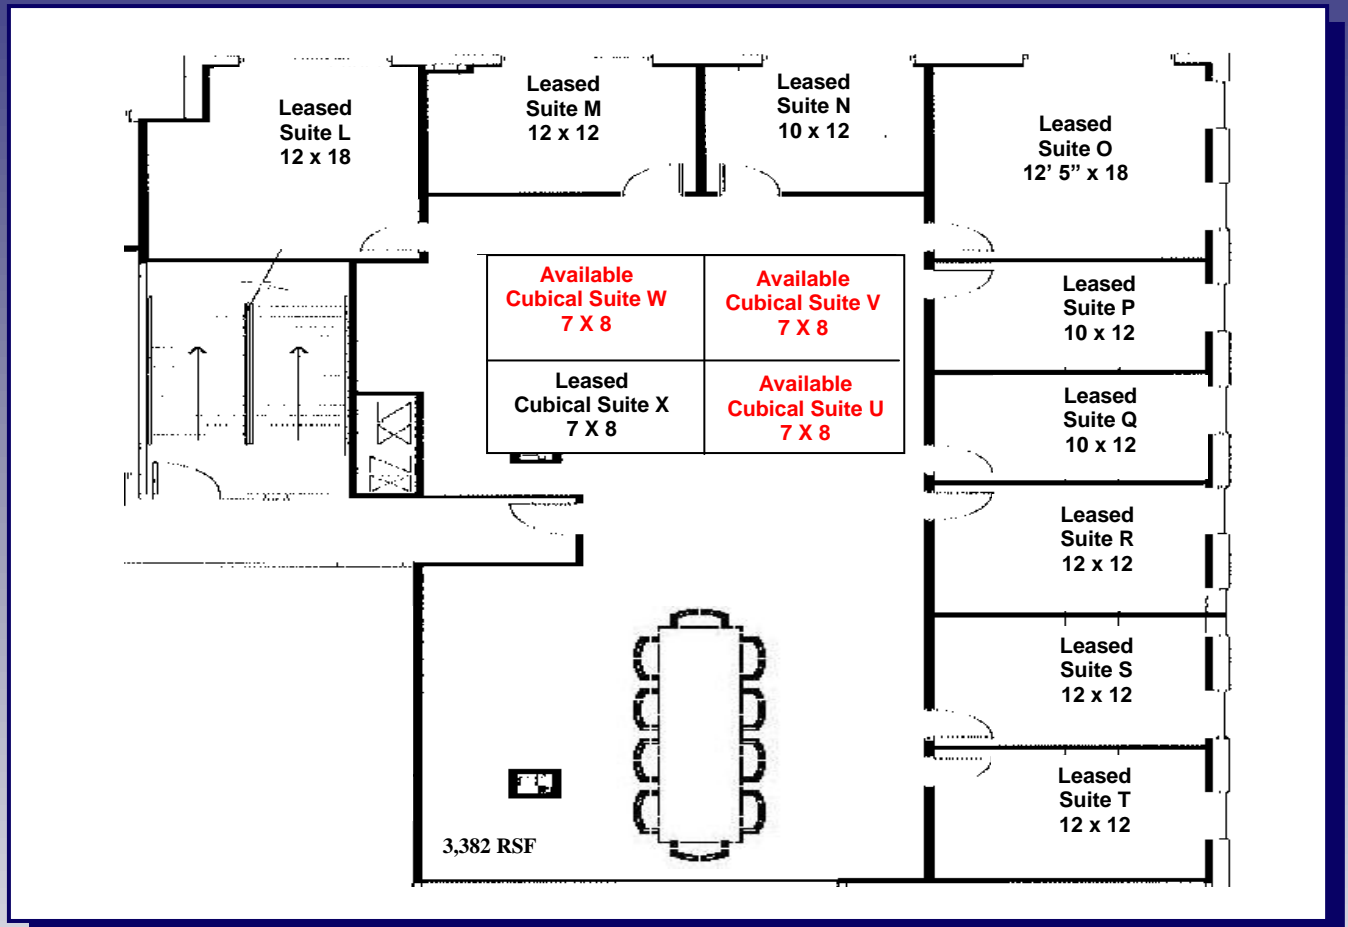 Leased
Suite L
12 x 18
Leased
Suite M
12 x 12
Leased
Suite N
10 x 12
Leased
Suite O
12’ 5” x 18
Available
Cubical Suite W
7 X 8
Available
Cubical Suite V
7 X 8
Leased
Suite P
10 x 12
Leased
Cubical Suite X
7 X 8
Available
Cubical Suite U
7 X 8
Leased
Suite Q
10 x 12
Leased
Suite R
12 x 12
Leased
Suite S
12 x 12
Leased
Suite T
12 x 12
3,382 RSF